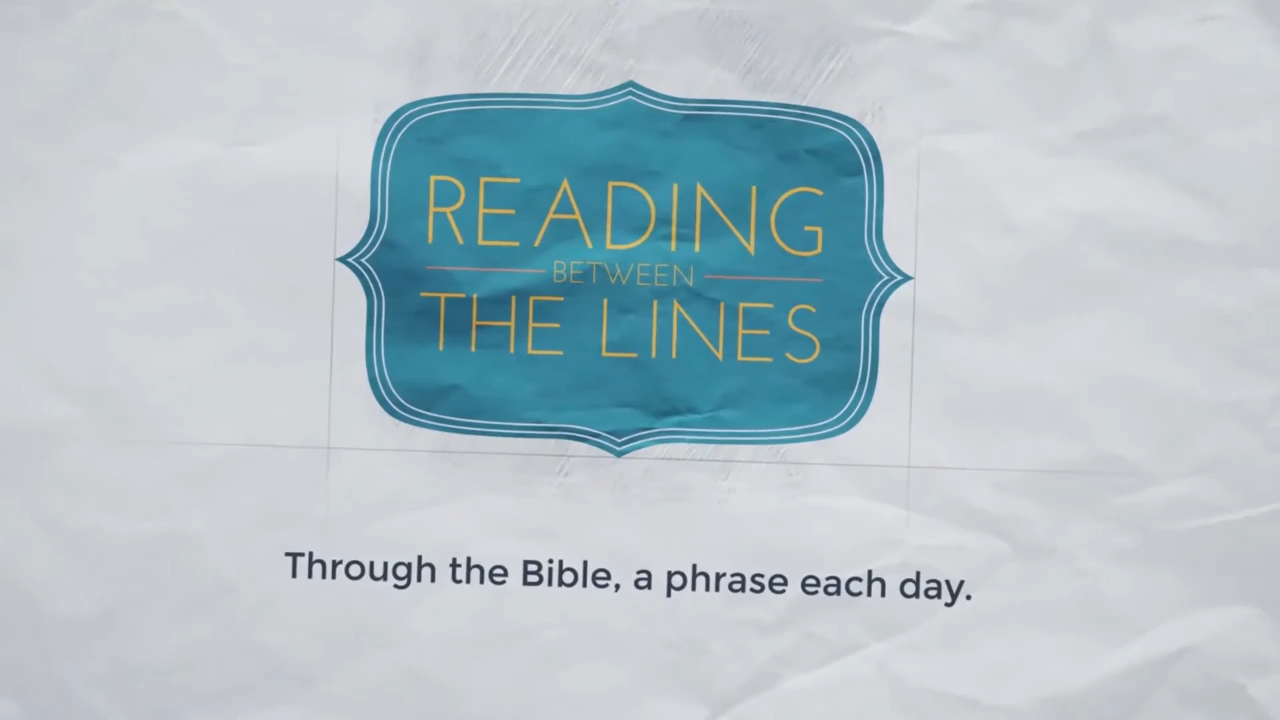 READING
BETWEEN
THE LINES
Through the Bible, a phrase each day.